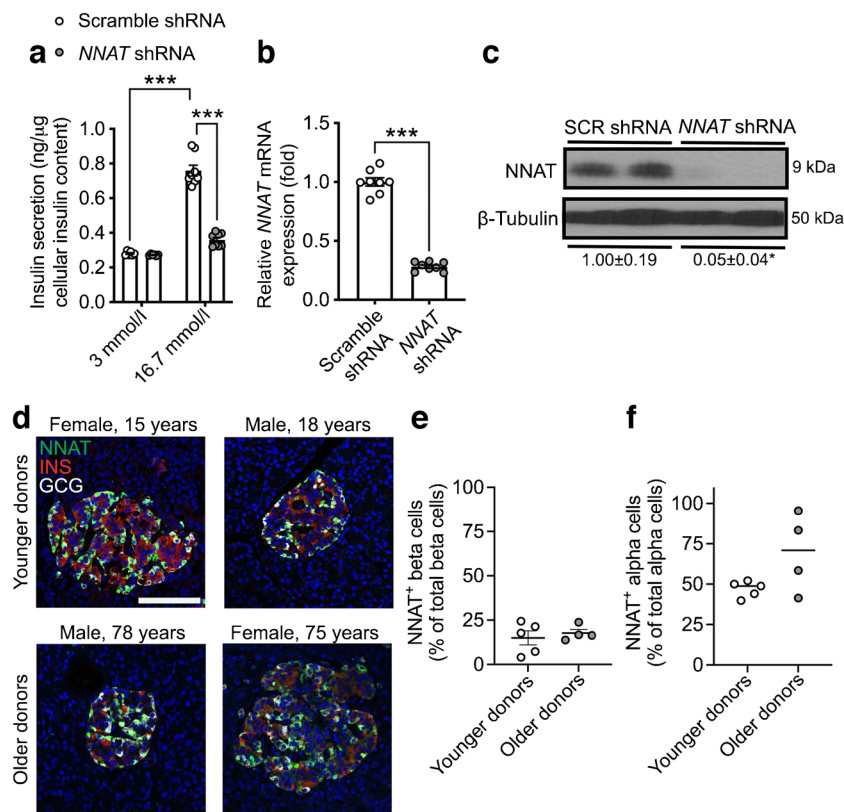 Scramble shRNA
NNAT shRNA
a
***
***
Insulin secretion (ng/μg
cellular insulin content)
1.0
0.8
0.6
0.4
0.2
0.0
3 mmol/l
16.7 mmol/l
b
***
Relative NNAT mRNA
expression (fold)
1.5
1.0
0.5
0.0
Scramble
shRNA
NNAT
shRNA
c
SCR shRNA NNAT shRNA
NNAT
9 kDa
β-Tubulin
50 kDa
1.00±0.19
0.05±0.04*
d
Female, 15 years
Male, 18 years
Younger donors
NNAT
INS
GCG
Male, 78 years
Female, 75 years
Older donors
e
NNAT+ beta cells
(% of total beta cells)
100
75
50
25
0
Younger donors
Older donors
f
NNAT+ alpha cells
(% of total alpha cells)
100
75
50
25
0
Younger donors
Older donors